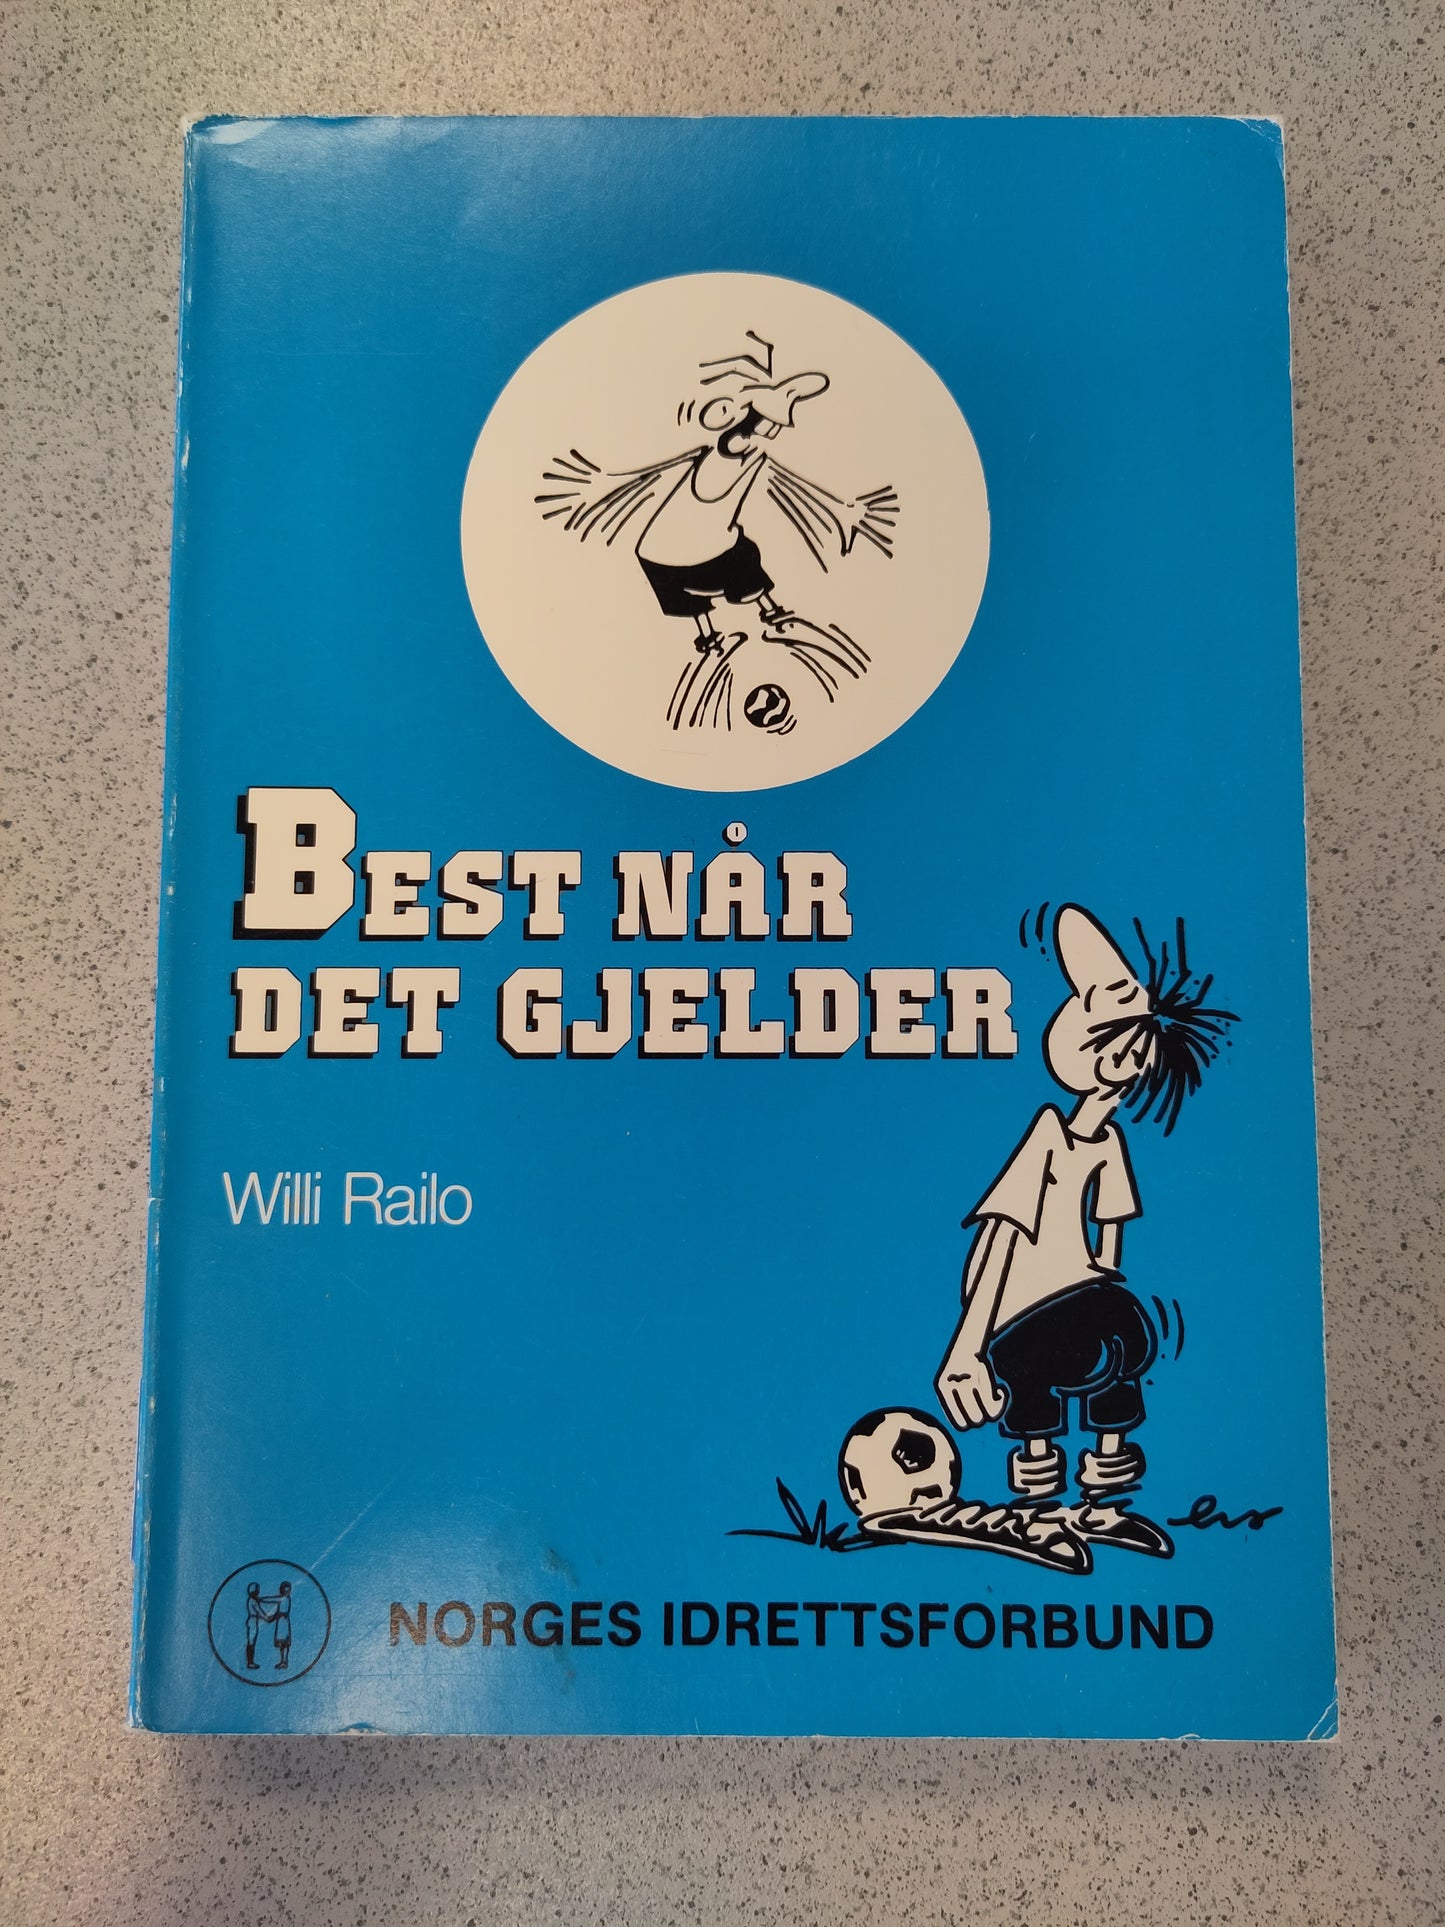 BEST NÅR
DET GJELDER
Willi Railo
NORGES IDRETTSFORBUND